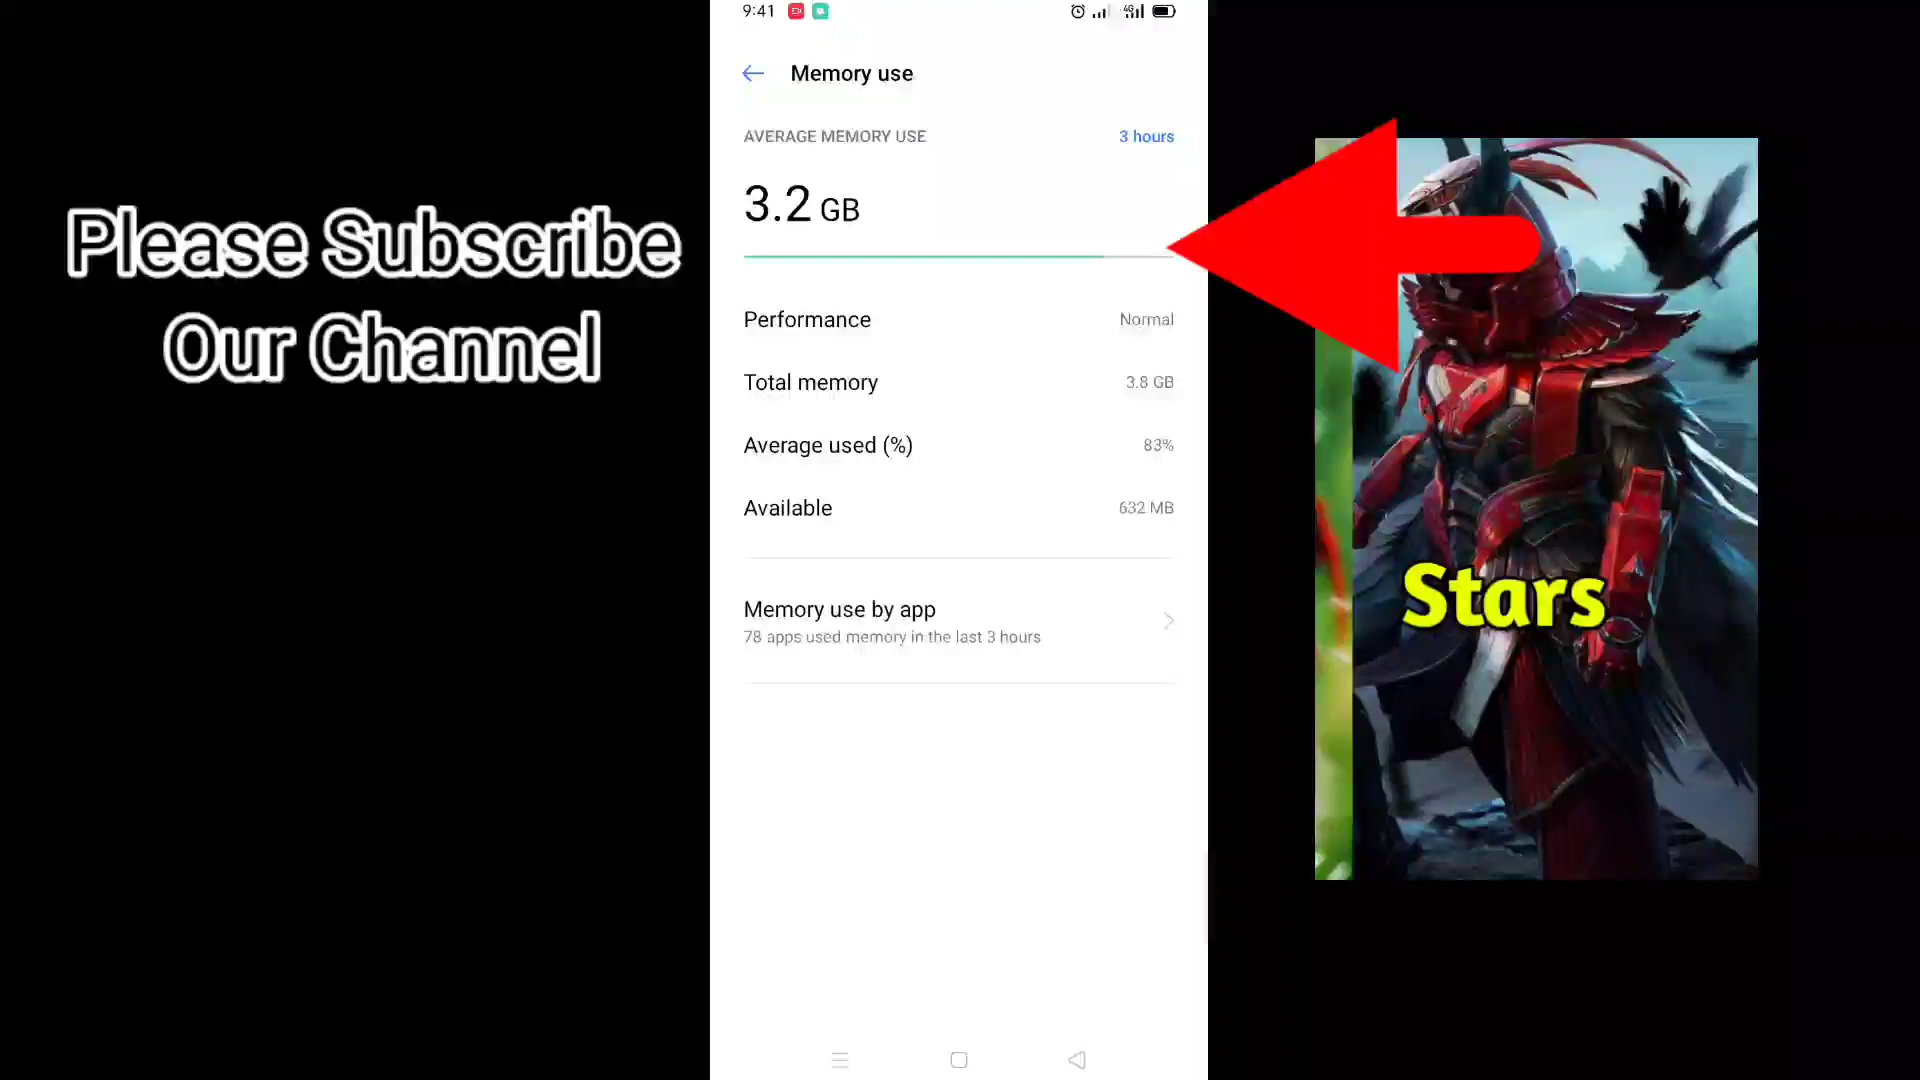 Please Subscribe
Our Channel
9:41
4G
Memory use
AVERAGE MEMORY USE
3 hours
3.2 GB
Performance
Normal
Total memory
3.8 GB
Average used (%)
83%
Available
632 MB
Memory use by app
78 apps used memory in the last 3 hours
Stars